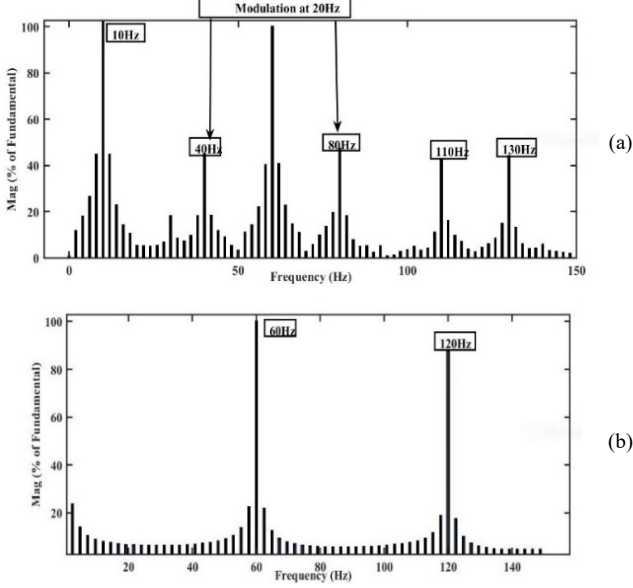 Modulation at 20Hz
100
10Hz
80
60
40Hz
80Hz
110Hz
130Hz
40
20
0
Mag (% of Fundamental)
0
50
100
150
Frequency (Hz)
(a)
100
60Hz
120Hz
80
60
40
20
Mag (% of Fundamental)
20
40
60
80
100
120
140
Frequency (Hz)
(b)